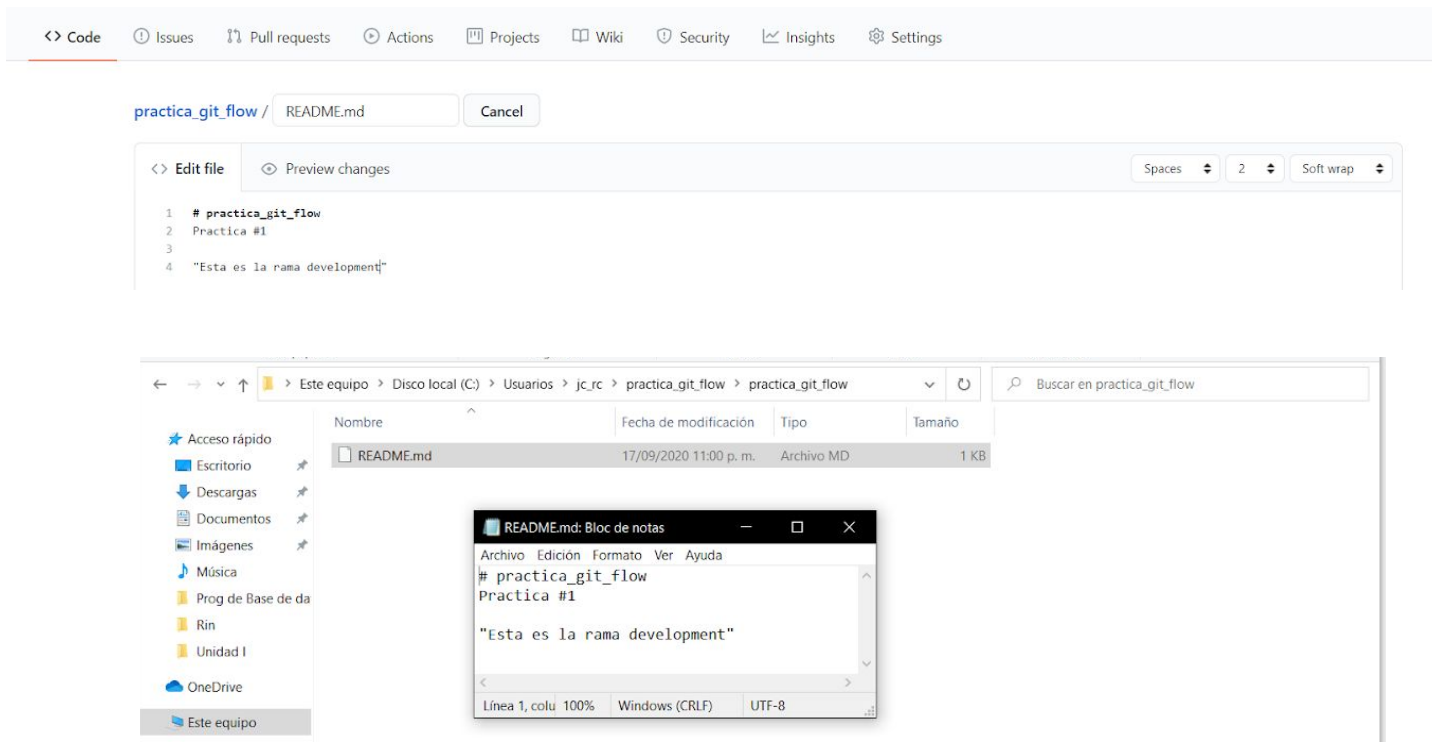 <> Code Issues Pull requests Actions Projects Wiki Security Insights Settings
practica_git_flow / README.md Cancel
<> Edit file Preview changes Spaces 2 Soft wrap
1 # practica_git_flow
2 Practica #1
3
4 "Esta es la rama development"
> Este equipo > Disco local (C:) > Usuarios > jc_rc > practica_git_flow > practica_git_flow Buscar en practica_git_flow
Nombre Fecha de modificación Tipo Tamaño
Acceso rápido
README.md 17/09/2020 11:00 p. m. Archivo MD 1 KB
Escritorio
Descargas
Documentos
Imágenes
Música
Prog de Base de da
Rin
Unidad I
OneDrive
Este equipo
README.md: Bloc de notas
Archivo Edición Formato Ver Ayuda
# practica_git_flow
Practica #1
"Esta es la rama development"
Línea 1, colu 100% Windows (CRLF) UTF-8